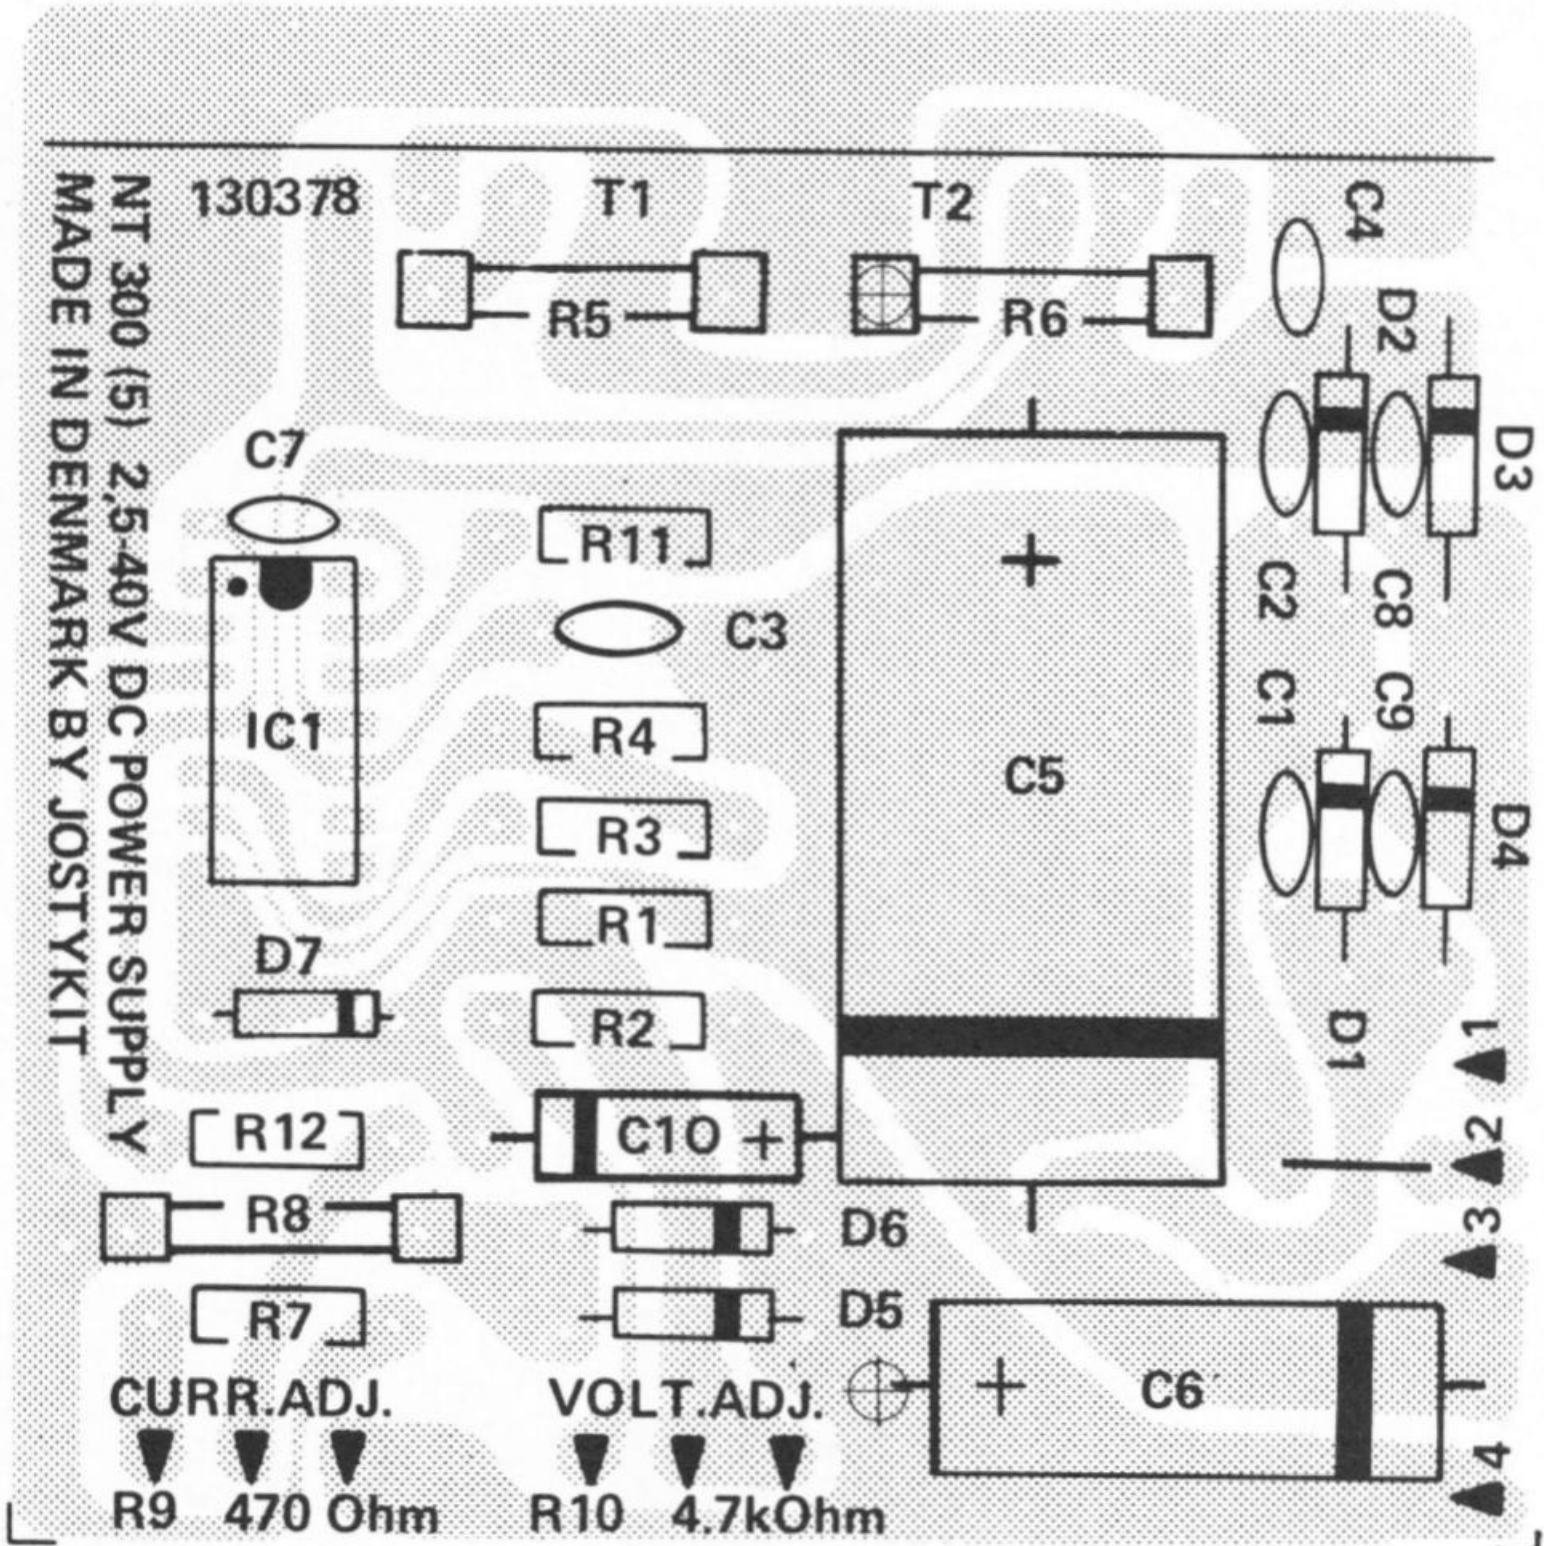 NT 300 (5) 2,5-40V DC POWER SUPPLY
MADE IN DENMARK BY JOSTYKIT
130378
T1
T2
C4
R5
R6
D2
C7
D3
R11
+
C2
C8
C3
C1
C9
IC1
R4
C5
R3
D4
R1
D7
R2
D1
1
R12
C10 +
2
R8
D6
3
R7
D5
CURR.ADJ.
VOLT.ADJ.
+ C6
4
R9 470 Ohm
R10 4.7kOhm